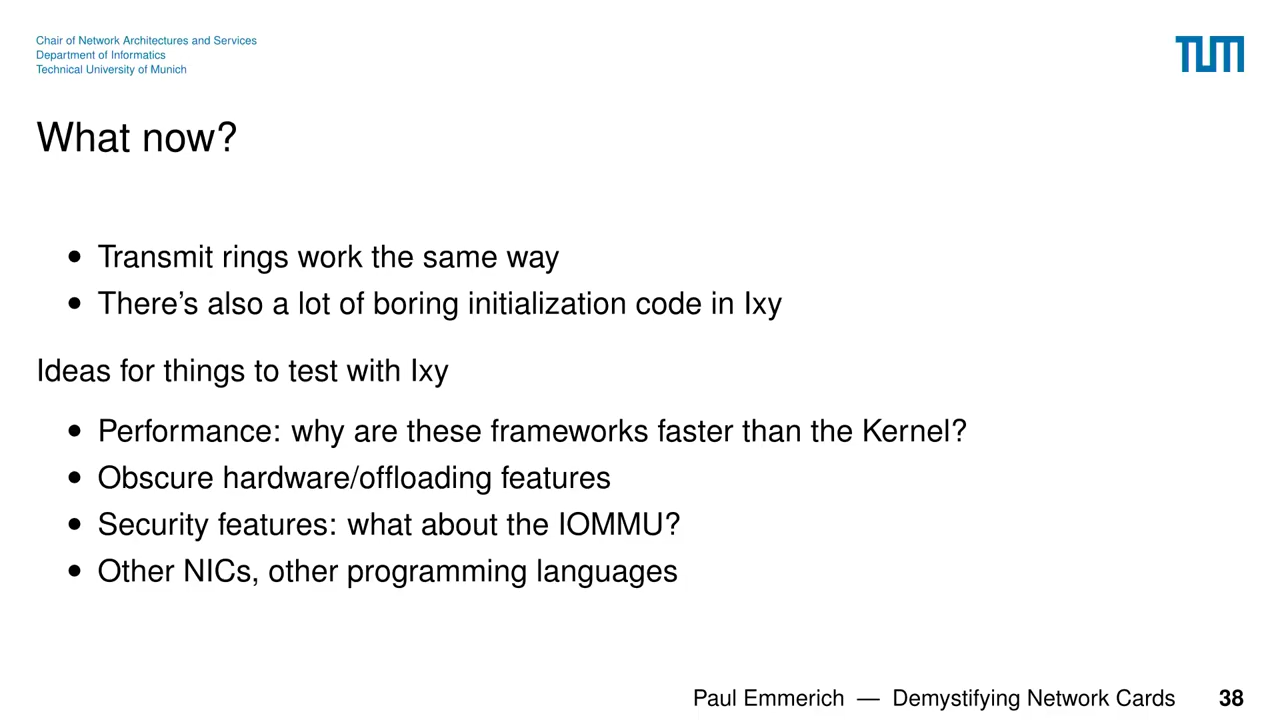 Chair of Network Architectures and Services
Department of Informatics
Technical University of Munich
TUM
What now?
• Transmit rings work the same way
• There's also a lot of boring initialization code in Ixy
Ideas for things to test with Ixy
• Performance: why are these frameworks faster than the Kernel?
• Obscure hardware/offloading features
• Security features: what about the IOMMU?
• Other NICs, other programming languages
Paul Emmerich — Demystifying Network Cards 38